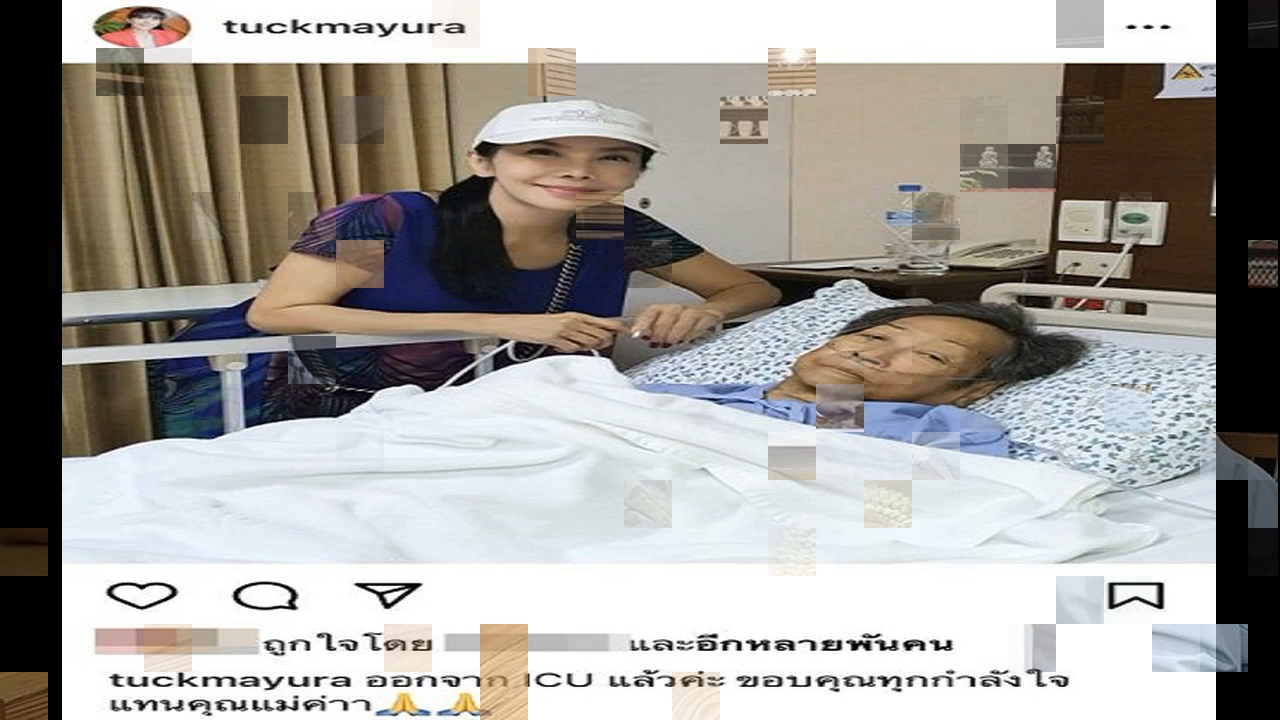 tuckmayura
ถูกใจโดย และอีกหลายพันคน
tuckmayura ออกจาก ICU แล้วค่ะ ขอบคุณทุกกำลังใจ
แทนคุณแม่ค่าา🙏🙏